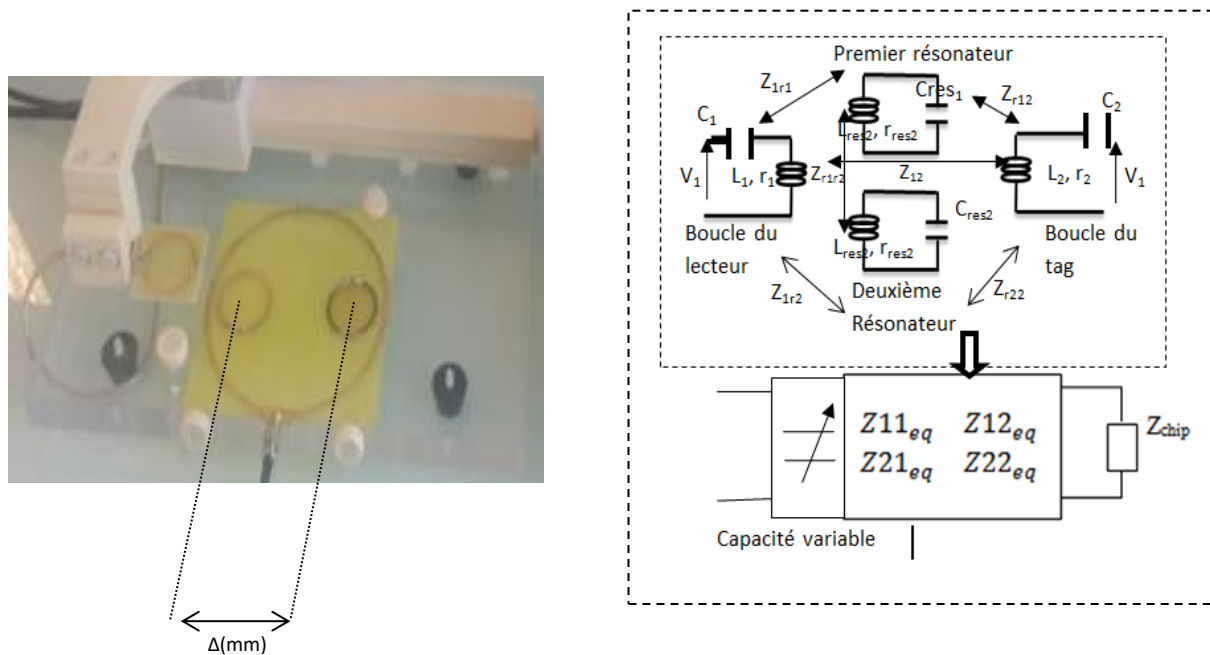 Premier résonateur
Z1r1
Cres1
Zr12
C1
C2
Lres2, rres2
V1
L1, r1
Zr1r2
Z12
L2, r2
V1
Cres2
Boucle du
lecteur
Lres2, rres2
Boucle du
tag
Z1r2
Deuxième
Résonateur
Zr22
Z11eq Z12eq
Z21eq Z22eq
Zchip
Capacité variable
Δ(mm)